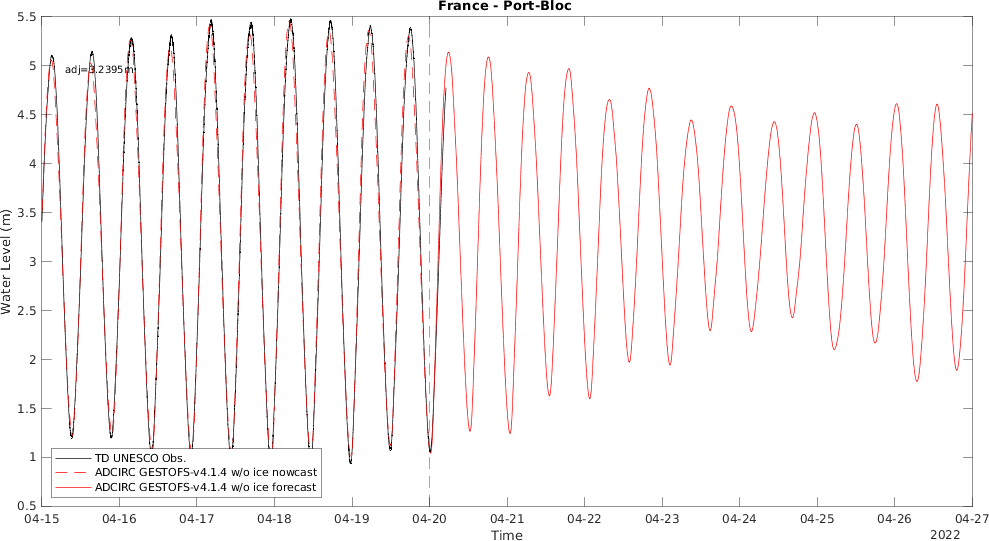 France - Port-Bloc
5.5
5
4.5
4
3.5
3
2.5
2
1.5
1
0.5
Water Level (m)
adj=3.2395m
TD UNESCO Obs.
ADCIRC GESTOFS-v4.1.4 w/o ice nowcast
ADCIRC GESTOFS-v4.1.4 w/o ice forecast
04-15 04-16 04-17 04-18 04-19 04-20 04-21 04-22 04-23 04-24 04-25 04-26 04-27
Time
2022